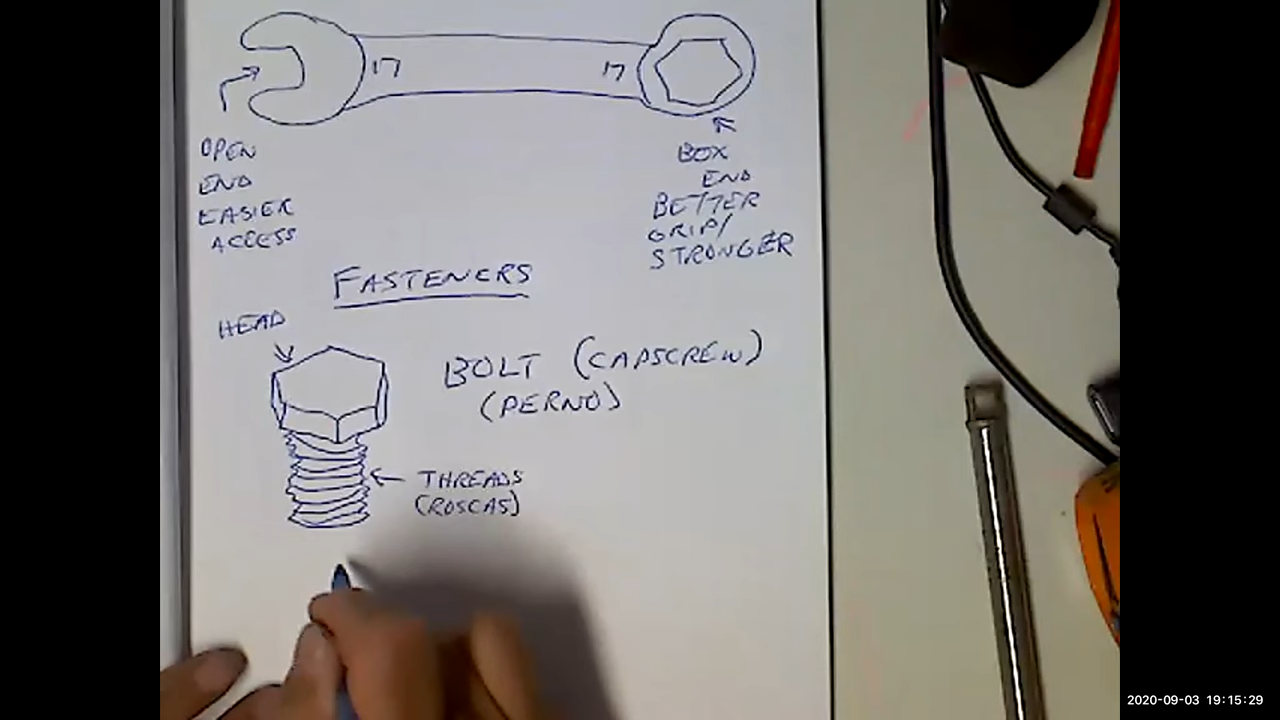 17
17
OPEN
END
EASIER
ACCESS
BOX
END
BETTER
GRIP/
STRONGER
FASTENERS
HEAD
BOLT (CAPSCREW)
(PERNO)
THREADS
(ROSCAS)
2020-09-03 19:15:29